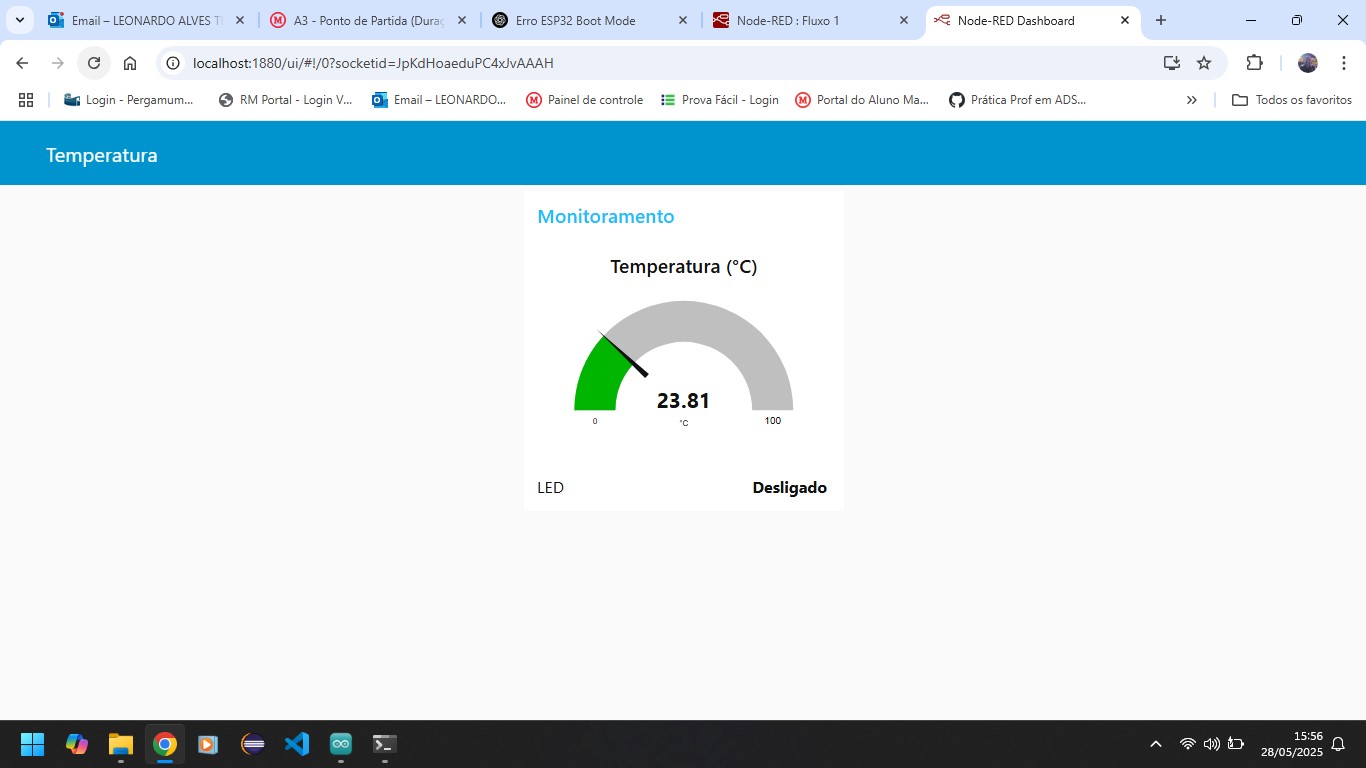 Email – LEONARDO ALVES T
A3 - Ponto de Partida (Dura
Erro ESP32 Boot Mode
Node-RED : Fluxo 1
Node-RED Dashboard
localhost:1880/ui/#!/0?socketid=JpKdHoaeduPC4xJvAAAH
Login - Pergamum...
RM Portal - Login V...
Email – LEONARDO...
Painel de controle
Prova Fácil - Login
Portal do Aluno Ma...
Prática Prof em ADS...
Todos os favoritos
Temperatura
Monitoramento
Temperatura (°C)
23.81
0
°C
100
LED
Desligado
15:56
28/05/2025